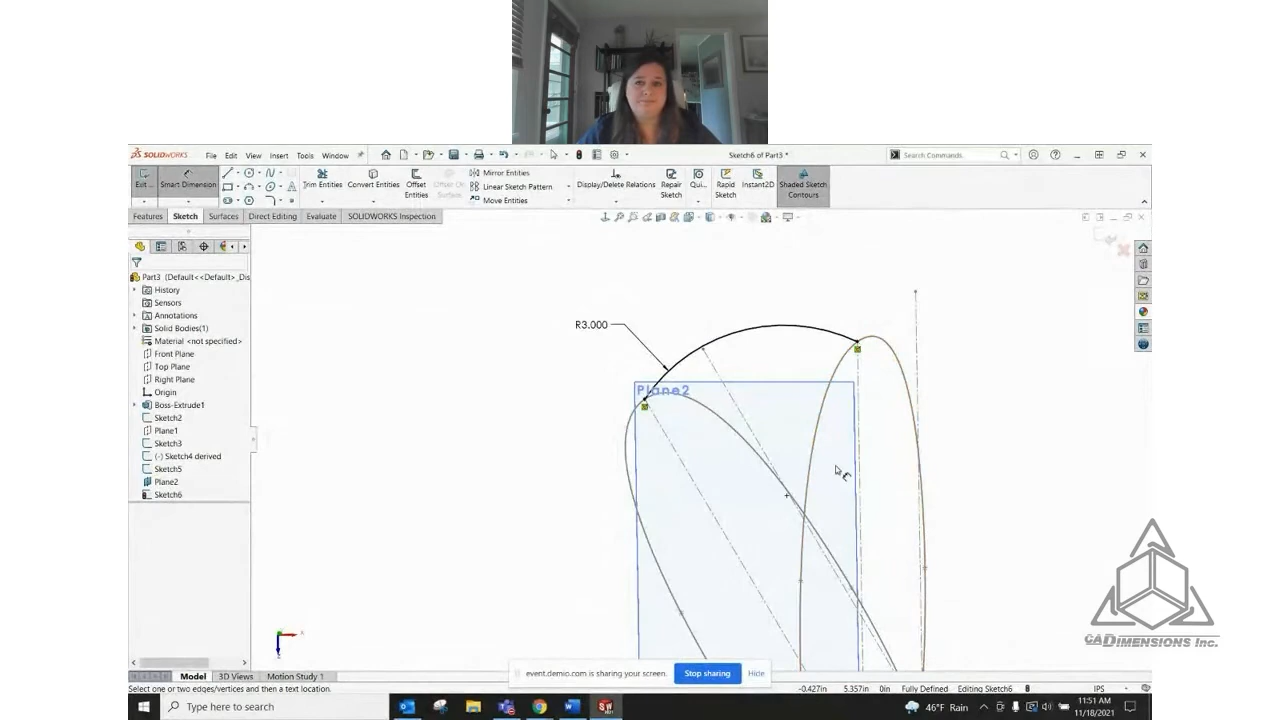 SOLIDWORKS File Edit View Insert Tools Window Sketch6 of Part3 * Search Commands
Exit... Smart Dimension Trim Entities Convert Entities Offset Entities Mirror Entities Display/Delete Relations Repair Sketch Qui... Rapid Sketch Instant2D Shaded Sketch Contours
Linear Sketch Pattern
Move Entities
Features Sketch Surfaces Direct Editing Evaluate SOLIDWORKS Inspection
Part3 (Default<<Default>_Dis
History
Sensors
Annotations
Solid Bodies(1)
Material <not specified>
Front Plane
Top Plane
Right Plane
Origin
Boss-Extrude1
Sketch2
Plane1
Sketch3
(-) Sketch4 derived
Sketch5
Plane2
Sketch6
R3.000
Plane2
CADIMENSIONS Inc.
event.demio.com is sharing your screen. Stop sharing Hide
Model 3D Views Motion Study 1
Select one or two edges/vertices and then a text location. -0.427in 5.357in 0in Fully Defined Editing Sketch6 IPS
Type here to search 46°F Rain 11:51 AM
11/18/2021